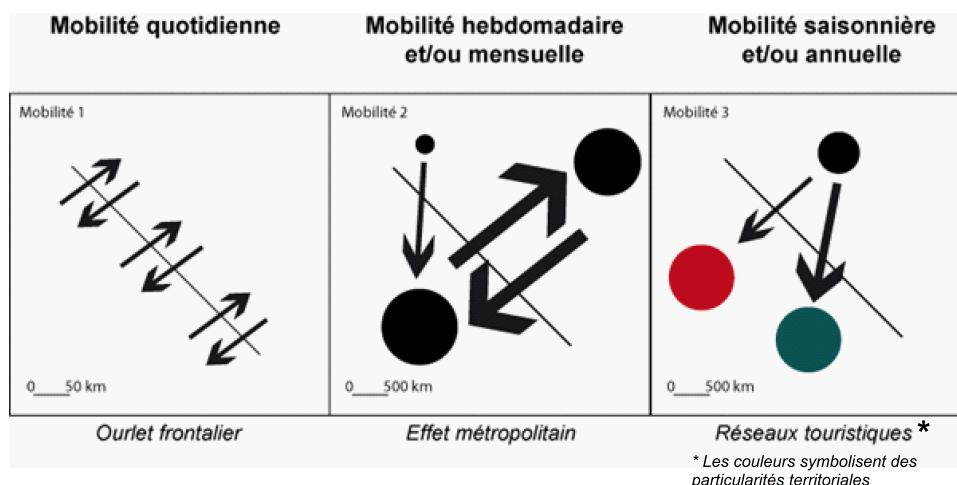 Mobilité quotidienne
Mobilité hebdomadaire
et/ou mensuelle
Mobilité saisonnière
et/ou annuelle
Mobilité 1
Mobilité 2
Mobilité 3
0 50 km
0 500 km
0 500 km
Ourlet frontalier
Effet métropolitain
Réseaux touristiques *
* Les couleurs symbolisent des
particularités territoriales